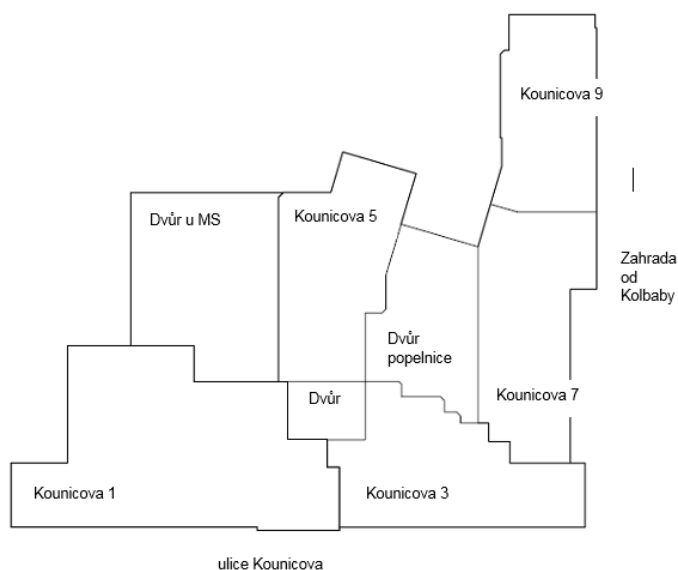 Kounicova 9
Dvůr u MS
Kounicova 5
Zahrada
od
Kolbaby
Dvůr
popelnice
Dvůr
Kounicova 7
Kounicova 1
Kounicova 3
ulice Kounicova